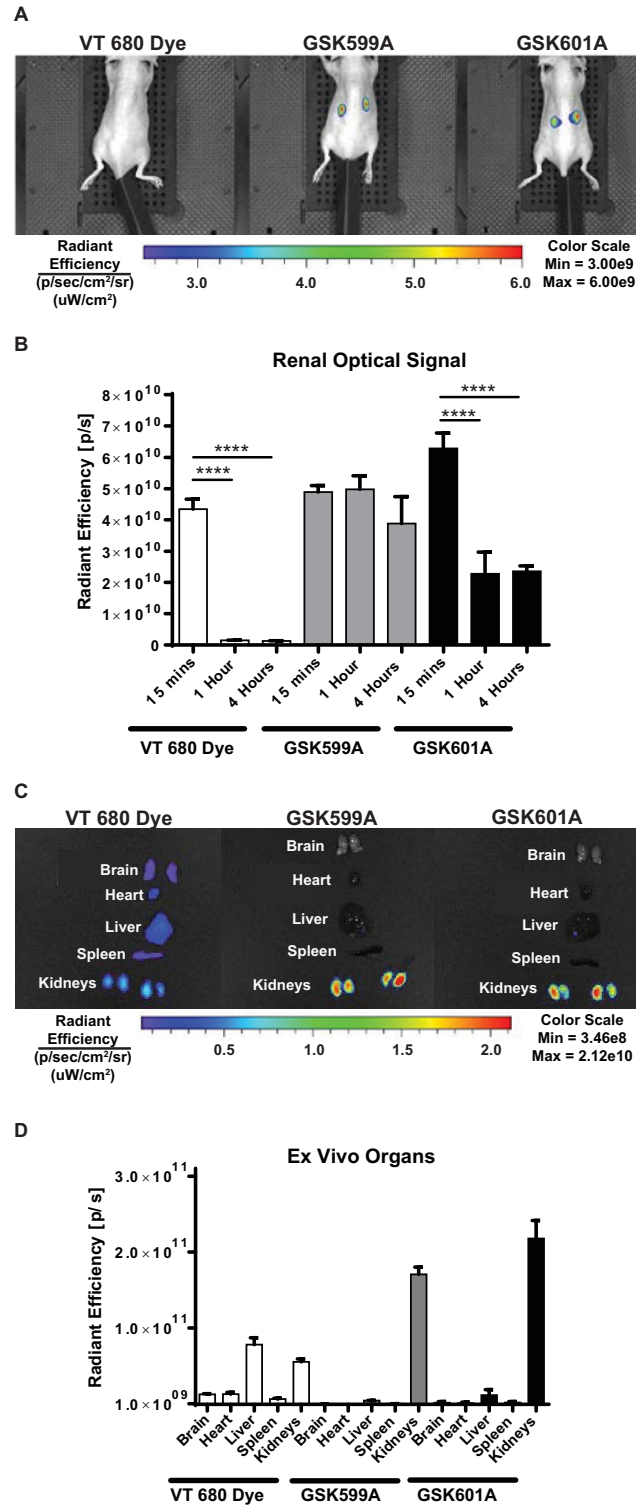 A
VT 680 Dye GSK599A GSK601A
Radiant
Efficiency
(p/sec/cm²/sr)
(uW/cm²)
3.0 4.0 5.0 6.0
Color Scale
Min = 3.00e9
Max = 6.00e9
B
Renal Optical Signal
Radiant Efficiency [p/s]
8×10¹⁰
7×10¹⁰
6×10¹⁰
5×10¹⁰
4×10¹⁰
3×10¹⁰
2×10¹⁰
1×10¹⁰
0
**** ****
**** ****
15 mins 1 Hour 4 Hours 15 mins 1 Hour 4 Hours 15 mins 1 Hour 4 Hours
VT 680 Dye GSK599A GSK601A
C
VT 680 Dye GSK599A GSK601A
Brain
Heart
Liver
Spleen
Kidneys
Brain
Heart
Liver
Spleen
Kidneys
Brain
Heart
Liver
Spleen
Kidneys
Radiant
Efficiency
(p/sec/cm²/sr)
(uW/cm²)
0.5 1.0 1.5 2.0
Color Scale
Min = 3.46e8
Max = 2.12e10
D
Ex Vivo Organs
Radiant Efficiency [p/s]
3.0×10¹¹
2.0×10¹¹
1.0×10¹¹
1.0×10⁰⁹
Brain Heart Liver Spleen Kidneys Brain Heart Liver Spleen Kidneys Brain Heart Liver Spleen Kidneys
VT 680 Dye GSK599A GSK601A